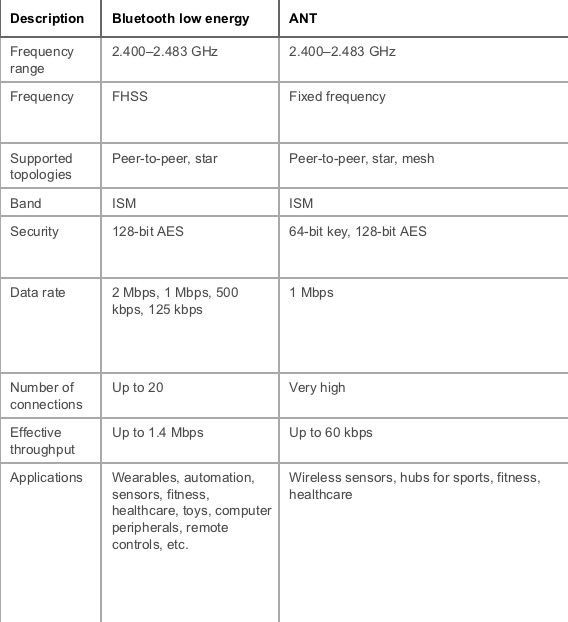 Description Bluetooth low energy ANT
Frequency 2.400–2.483 GHz 2.400–2.483 GHz
range
Frequency FHSS Fixed frequency
Supported Peer-to-peer, star Peer-to-peer, star, mesh
topologies
Band ISM ISM
Security 128-bit AES 64-bit key, 128-bit AES
Data rate 2 Mbps, 1 Mbps, 500 1 Mbps
kbps, 125 kbps
Number of Up to 20 Very high
connections
Effective Up to 1.4 Mbps Up to 60 kbps
throughput
Applications Wearables, automation, Wireless sensors, hubs for sports, fitness,
sensors, fitness, healthcare
healthcare, toys, computer
peripherals, remote
controls, etc.